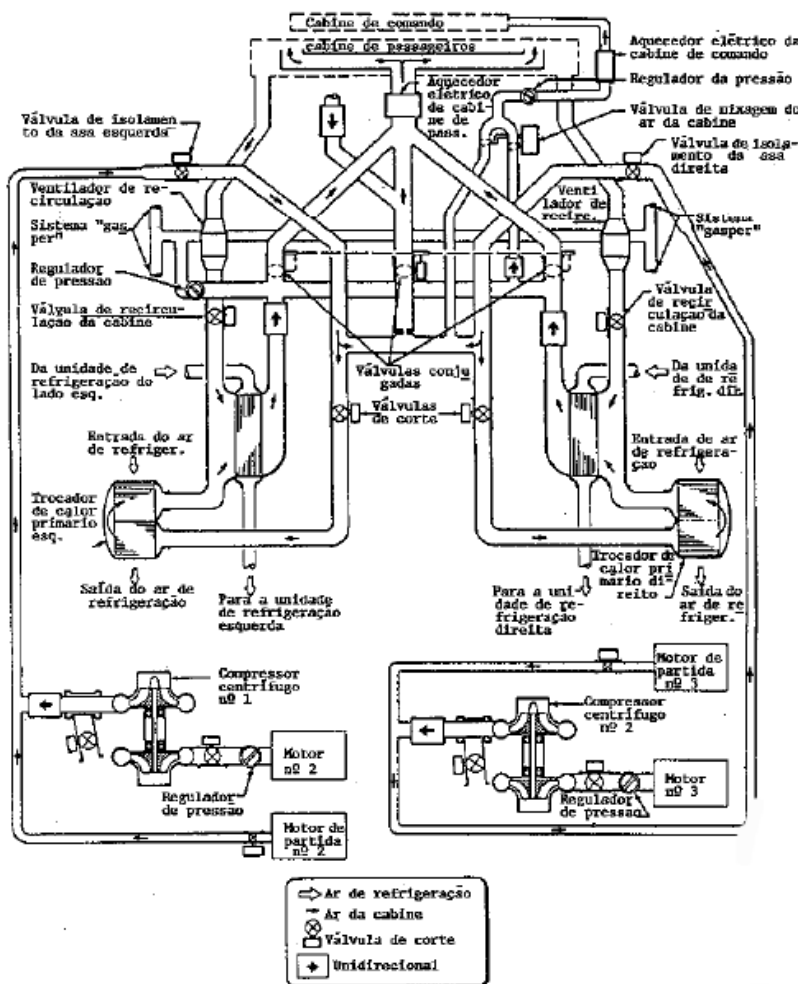 Cabine de comando
cabine de passageiros
Aquecedor elétrico da
cabine de comando
Aquecedor
elétrico
da cabi-
ne de
pass.
Regulador da pressão
Válvula de mixagem do
ar da cabine
Válvula de isolamen
to da asa esquerda
Válvula de isola-
mento da asa
direita
Ventilador de re-
circulação
Ven-
tilador de
recirc.
Sistema "gas
per"
Sistema
"gasper"
Regulador
de pressao
Válvula de recircu-
lação da cabine
Válvula
de recir
culação da
cabine
Válvulas conju
gadas
Da unidade de
refrigeração do
lado esq.
Da unida
de de re
frig. dir.
Válvulas
de corte
Entrada do ar
de refriger.
Entrada de ar
de refrigera-
ção
Trocador
de calor
primario
esq.
Trocador de
calor pri
mário di
reito
Saída do ar de
refrigeração
Para a unidade
de refrigeração
esquerda
Para a uni-
dade de re-
frigeração
direita
Saída do
ar de re
friger.
Compressor
centrífugo
nº 1
Motor de
partida
nº 3
Compressor
centrífugo
nº 2
Motor
nº 2
Motor
nº 3
Regulador
de pressão
Regulador
de pressão
Motor de
partida
nº 2
Ar de refrigeração
Ar da cabine
Válvula de corte
Unidirecional